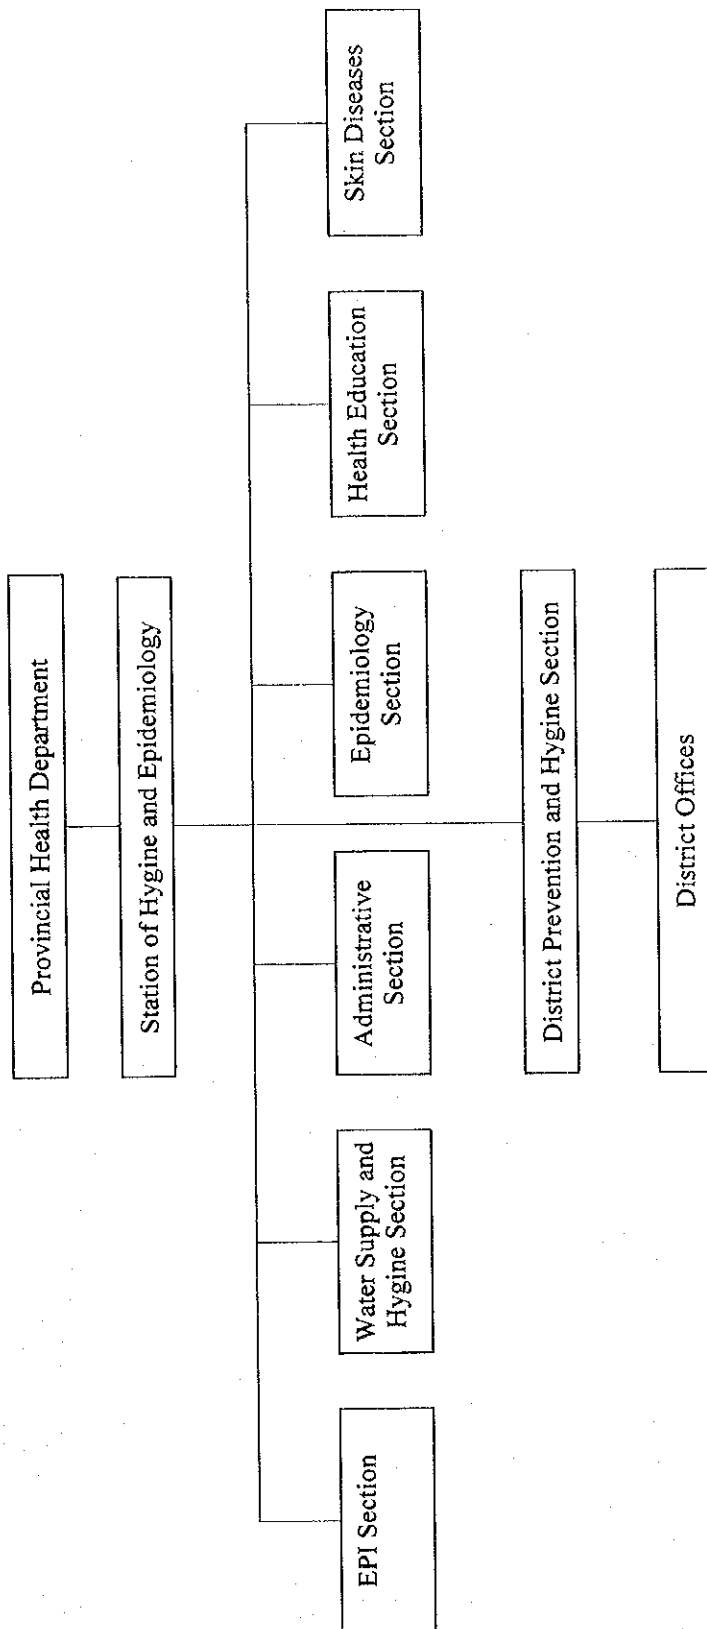 Provincial Health Department
Station of Hygine and Epidemiology
EPI Section
Water Supply and
Hygine Section
Administrative
Section
Epidemiology
Section
Health Education
Section
Skin Diseases
Section
District Prevention and Hygine Section
District Offices